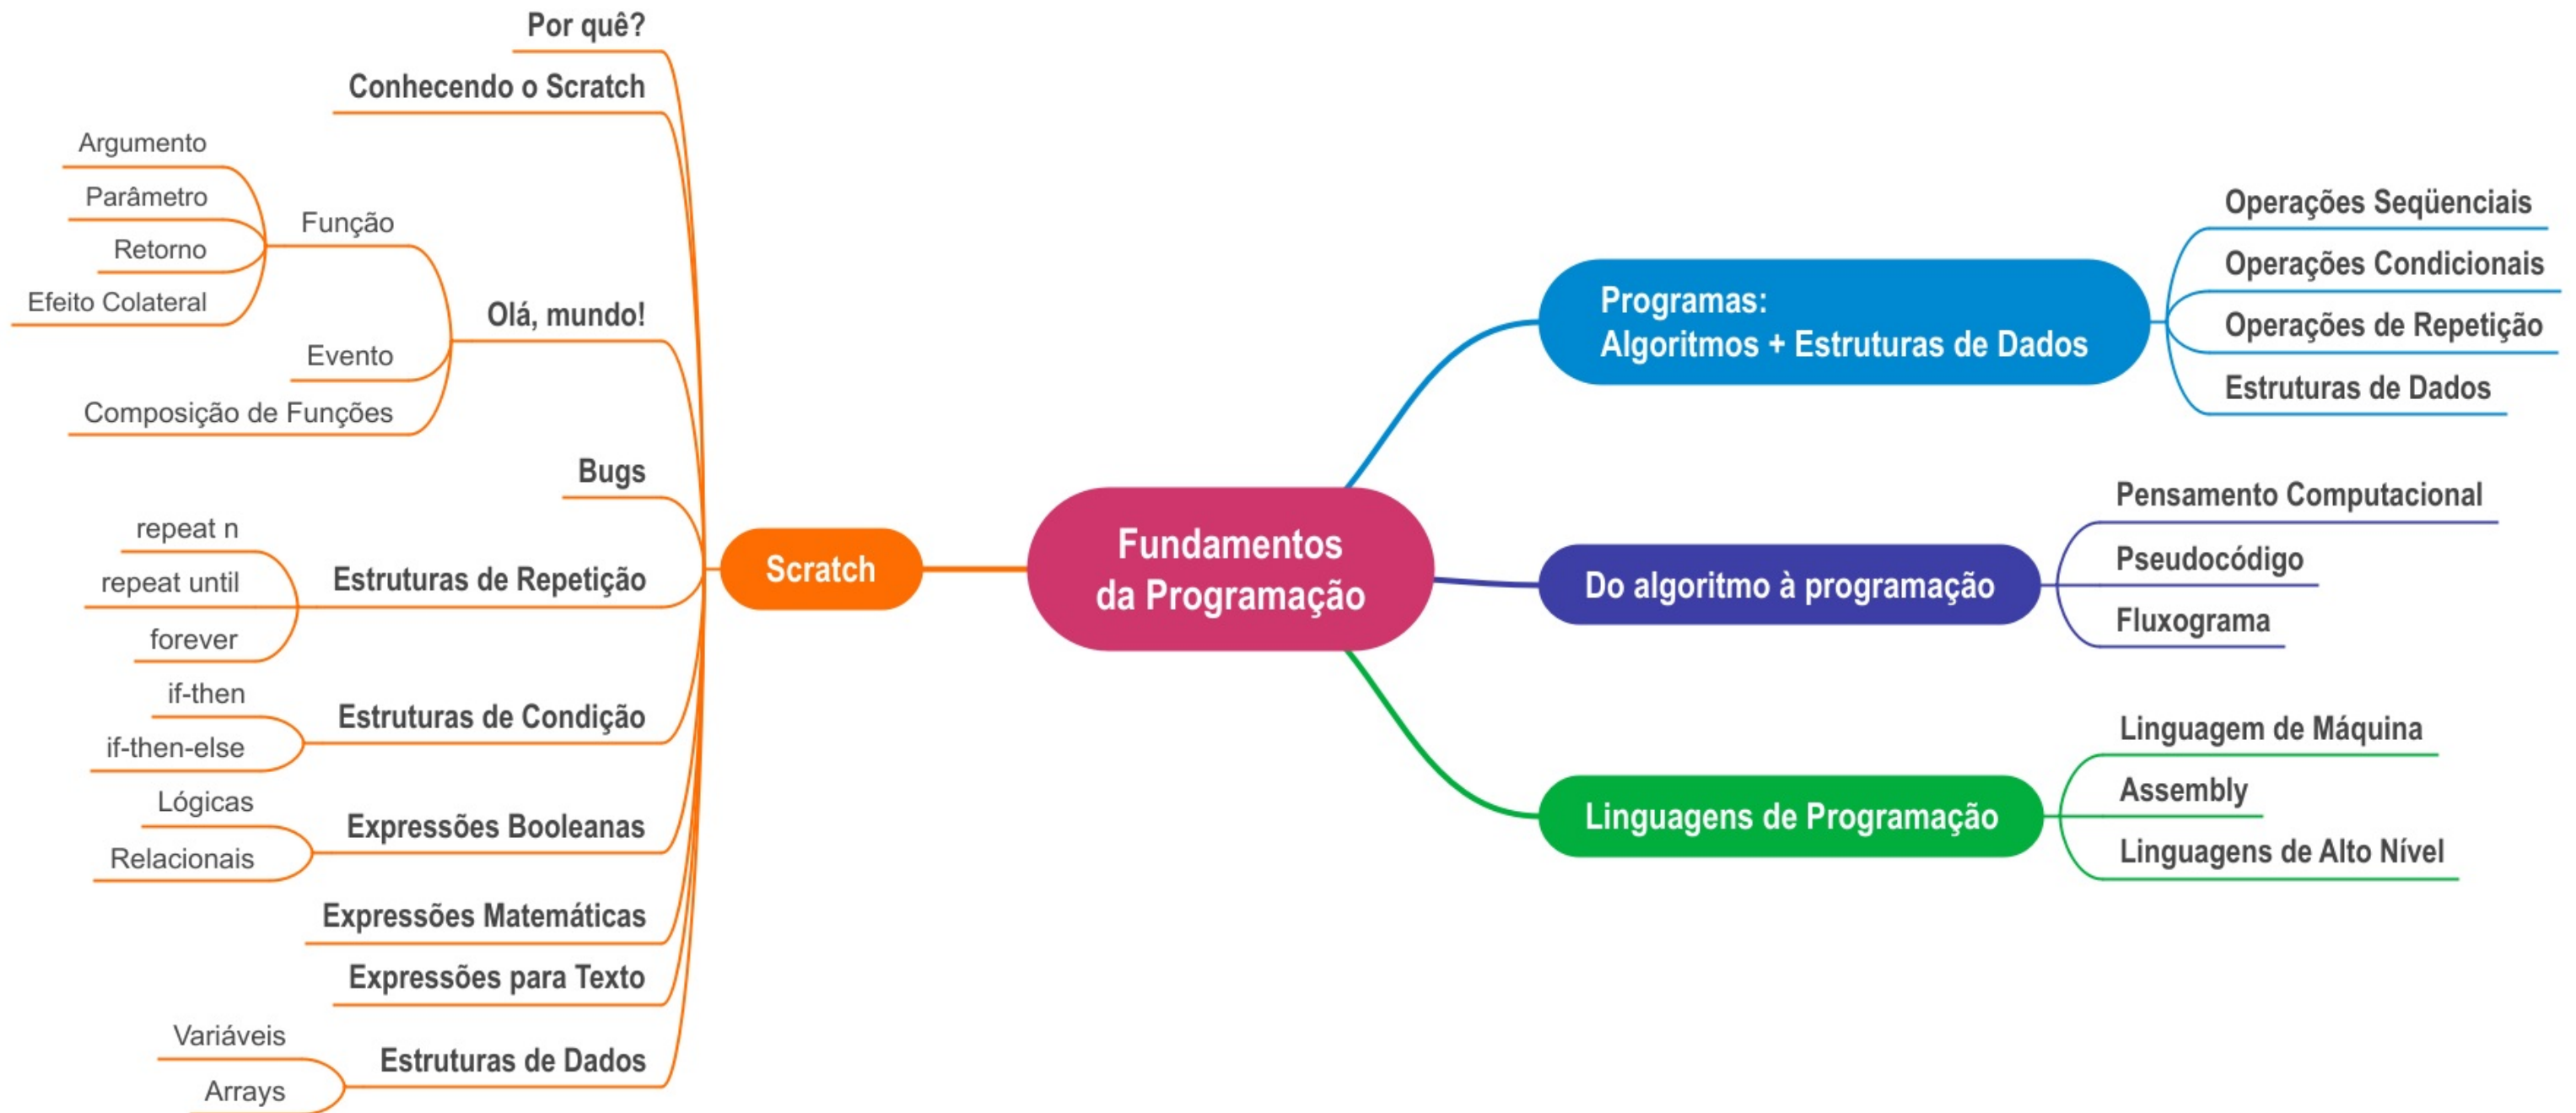 Fundamentos
da Programação
Programas:
Algoritmos + Estruturas de Dados
Operações Seqüenciais
Operações Condicionais
Operações de Repetição
Estruturas de Dados
Do algoritmo à programação
Pensamento Computacional
Pseudocódigo
Fluxograma
Linguagens de Programação
Linguagem de Máquina
Assembly
Linguagens de Alto Nível
Scratch
Por quê?
Conhecendo o Scratch
Olá, mundo!
Função
Argumento
Parâmetro
Retorno
Efeito Colateral
Evento
Composição de Funções
Bugs
Estruturas de Repetição
repeat n
repeat until
forever
Estruturas de Condição
if-then
if-then-else
Expressões Booleanas
Lógicas
Relacionais
Expressões Matemáticas
Expressões para Texto
Estruturas de Dados
Variáveis
Arrays